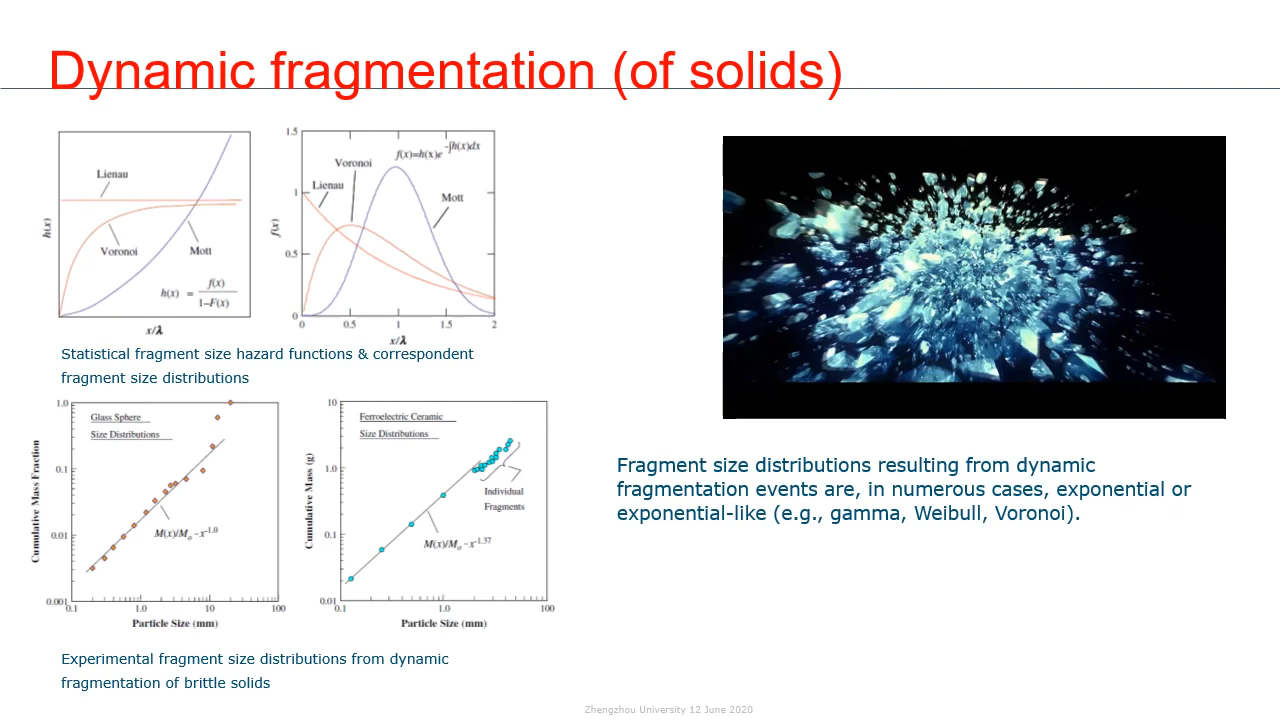 Dynamic fragmentation (of solids)
Lienau
Voronoi
Mott
h(x) = f(x) / 1–F(x)
h(x)
x/λ
1.5
1
0.5
0
f(x)=h(x)e^-∫h(x)dx
Voronoi
Lienau
Mott
f(x)
0 0.5 1 1.5 2
x/λ
Statistical fragment size hazard functions & correspondent
fragment size distributions
1.0
0.1
0.01
0.001
Cumulative Mass Fraction
Glass Sphere
Size Distributions
M(x)/M_o ~x^-1.0
0.1 1.0 10 100
Particle Size (mm)
10
1.0
0.1
0.01
Cumulative Mass (g)
Ferroelectric Ceramic
Size Distributions
Individual
Fragments
M(x)/M_o ~x^-1.37
0.1 1.0 100
Particle Size (mm)
Experimental fragment size distributions from dynamic
fragmentation of brittle solids
Fragment size distributions resulting from dynamic
fragmentation events are, in numerous cases, exponential or
exponential-like (e.g., gamma, Weibull, Voronoi).
Zhengzhou University 12 June 2020